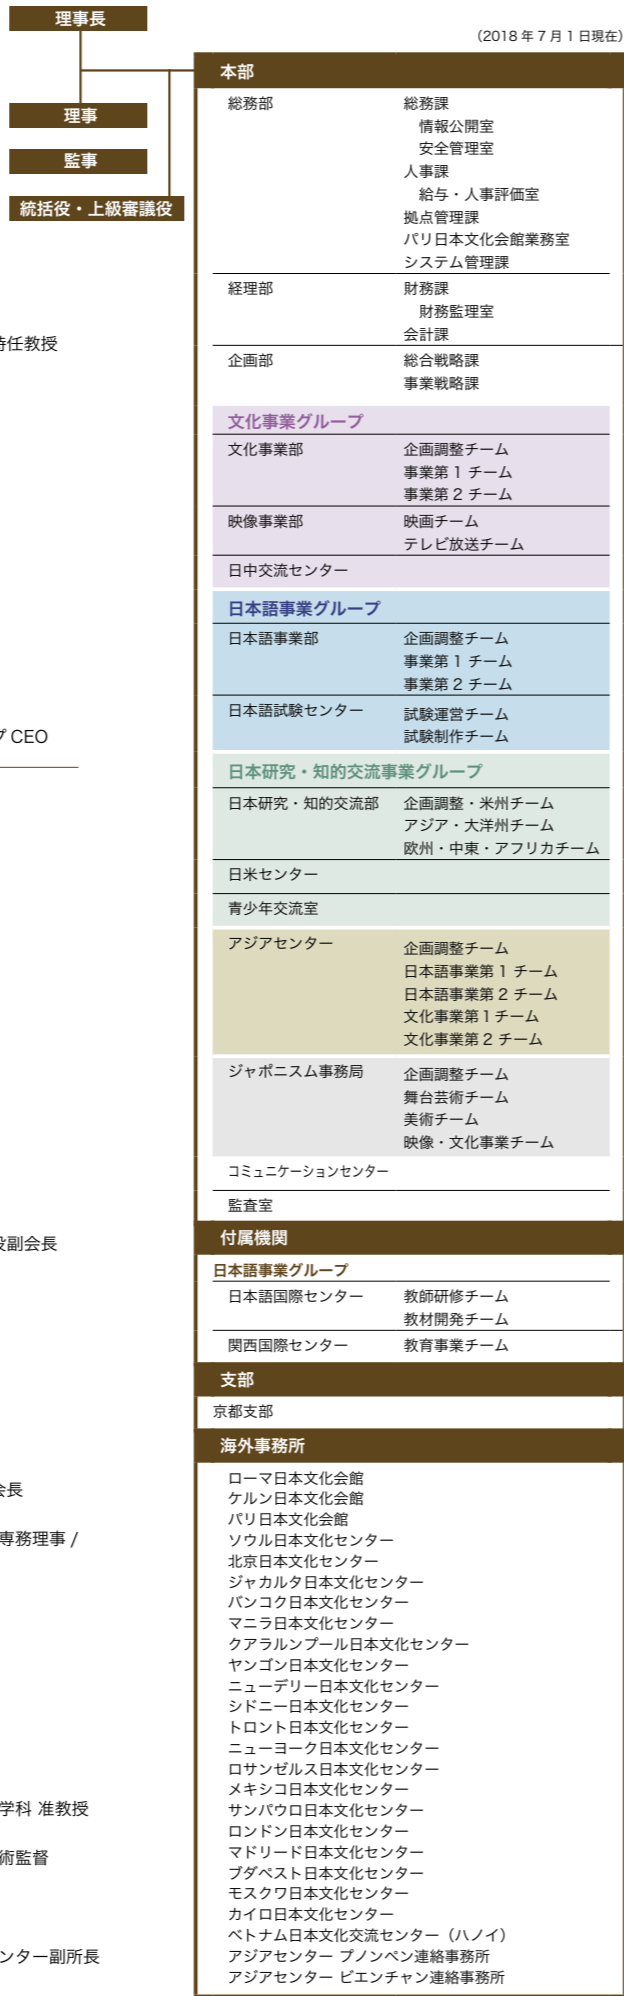 理事長
(2018 年 7 月 1 日現在)
理事
監事
統括役・上級審議役
本部
総務部 総務課
情報公開室
安全管理室
人事課
給与・人事評価室
拠点管理課
パリ日本文化会館業務室
システム管理課
経理部 財務課
財務監理室
会計課
企画部 総合戦略課
事業戦略課
文化事業グループ
文化事業部 企画調整チーム
事業第 1 チーム
事業第 2 チーム
映像事業部 映画チーム
テレビ放送チーム
日中交流センター
日本語事業グループ
日本語事業部 企画調整チーム
事業第 1 チーム
事業第 2 チーム
日本語試験センター 試験運営チーム
試験制作チーム
日本研究・知的交流事業グループ
日本研究・知的交流部 企画調整・米州チーム
アジア・大洋州チーム
欧州・中東・アフリカチーム
日米センター
青少年交流室
アジアセンター 企画調整チーム
日本語事業第 1 チーム
日本語事業第 2 チーム
文化事業第1チーム
文化事業第 2 チーム
ジャポニスム事務局 企画調整チーム
舞台芸術チーム
美術チーム
映像・文化事業チーム
コミュニケーションセンター
監査室
付属機関
日本語事業グループ
日本語国際センター 教師研修チーム
教材開発チーム
関西国際センター 教育事業チーム
支部
京都支部
海外事務所
ローマ日本文化会館
ケルン日本文化会館
パリ日本文化会館
ソウル日本文化センター
北京日本文化センター
ジャカルタ日本文化センター
バンコク日本文化センター
マニラ日本文化センター
クアラルンプール日本文化センター
ヤンゴン日本文化センター
ニューデリー日本文化センター
シドニー日本文化センター
トロント日本文化センター
ニューヨーク日本文化センター
ロサンゼルス日本文化センター
メキシコ日本文化センター
サンパウロ日本文化センター
ロンドン日本文化センター
マドリード日本文化センター
ブダペスト日本文化センター
モスクワ日本文化センター
カイロ日本文化センター
ベトナム日本文化交流センター（ハノイ）
アジアセンター プノンペン連絡事務所
アジアセンター ビエンチャン連絡事務所
特任教授
プ CEO
役副会長
会長
専務理事 /
学科 准教授
術監督
ンター副所長